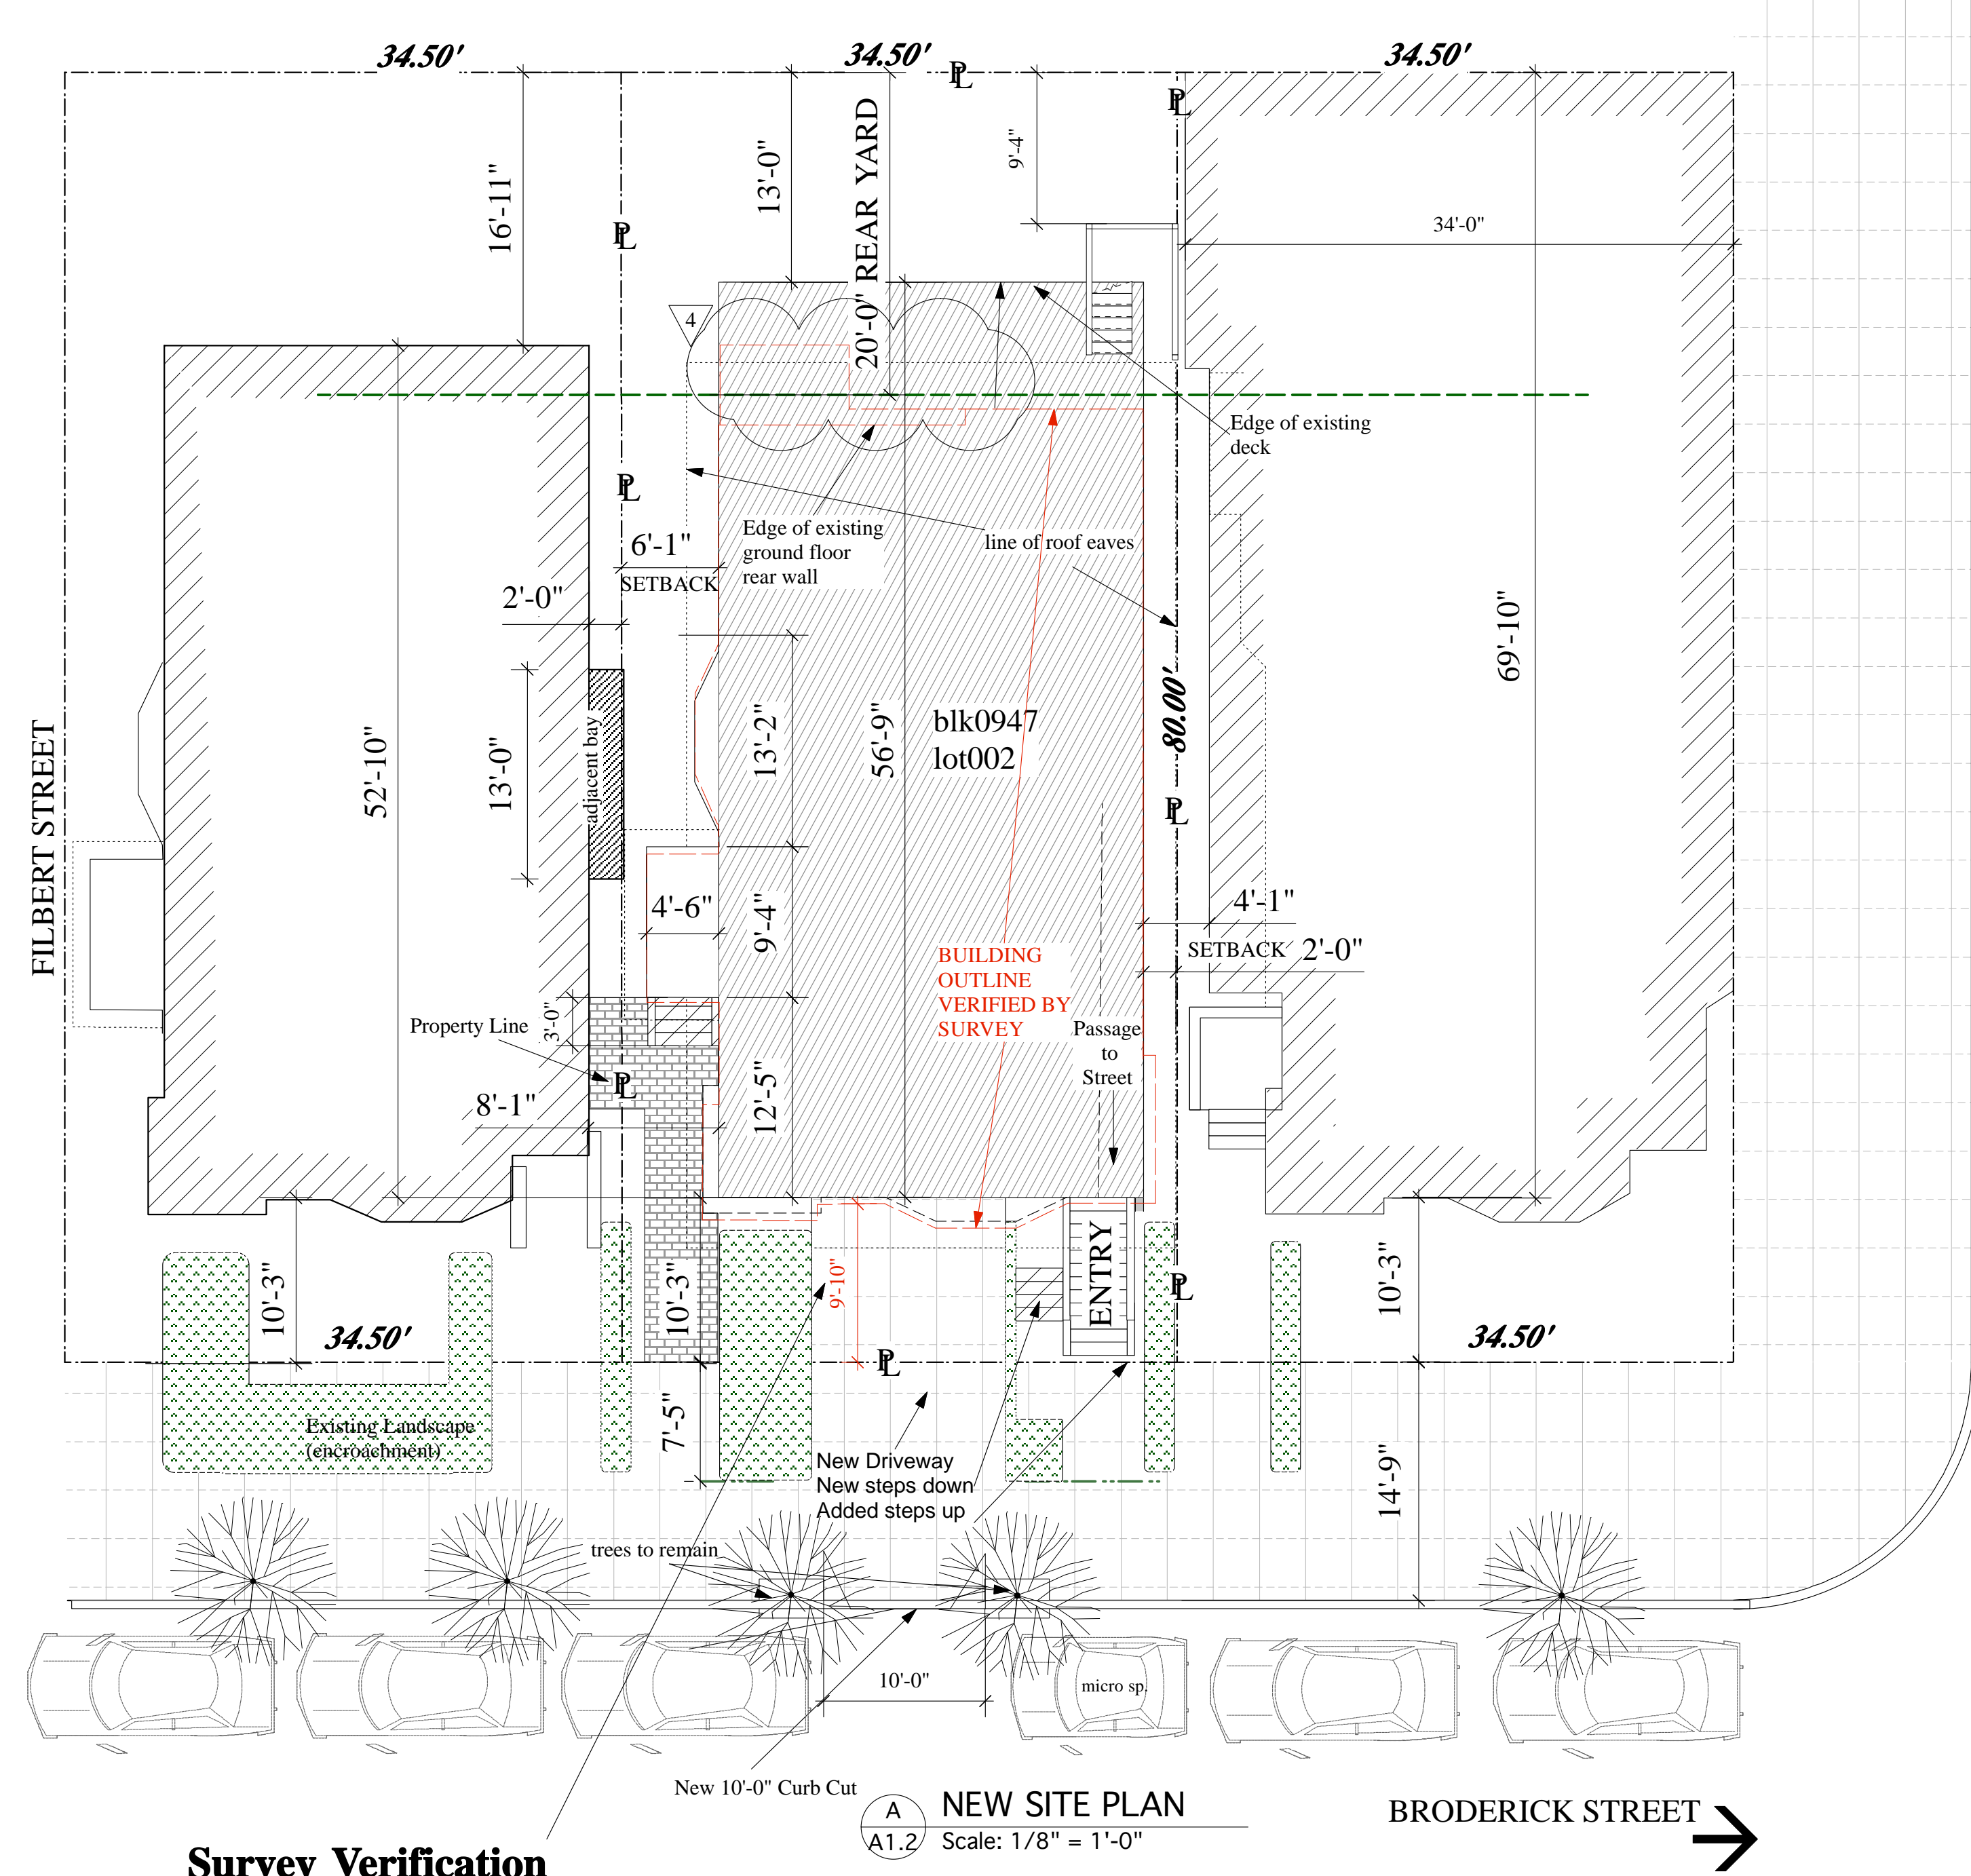 34.50'
34.50'
34.50'
PL
PL
16'-11"
13'-0"
20'-0" REAR YARD
9'-4"
34'-0"
PL
4
Edge of existing
deck
PL
6'-1"
SETBACK
Edge of existing
ground floor
rear wall
line of roof eaves
2'-0"
69'-10"
FILBERT STREET
52'-10"
13'-0"
adjacent bay
13'-2"
56'-9"
blk0947
lot002
80.00'
PL
4'-6"
9'-4"
4'-1"
SETBACK
2'-0"
BUILDING
OUTLINE
VERIFIED BY
SURVEY
Property Line
3'-0"
Passage
to
Street
PL
8'-1"
12'-5"
10'-3"
10'-3"
9'-10"
ENTRY
PL
10'-3"
34.50'
34.50'
PL
Existing Landscape
(encroachment)
7'-5"
New Driveway
New steps down
Added steps up
14'-9"
trees to remain
10'-0"
micro sp.
New 10'-0" Curb Cut
A
A1.2
NEW SITE PLAN
Scale: 1/8" = 1'-0"
BRODERICK STREET
Survey Verification